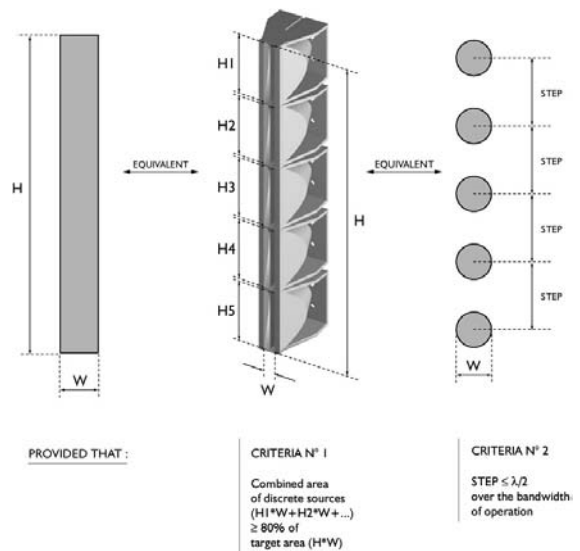 H
W
EQUIVALENT
H1
H2
H3
H4
H5
H
W
EQUIVALENT
STEP
STEP
STEP
STEP
W
PROVIDED THAT :
CRITERIA N° 1
Combined area
of discrete sources
(H1*W+H2*W+...)
≥ 80% of
target area (H*W)
CRITERIA N° 2
STEP ≤ λ/2
over the bandwidth
of operation